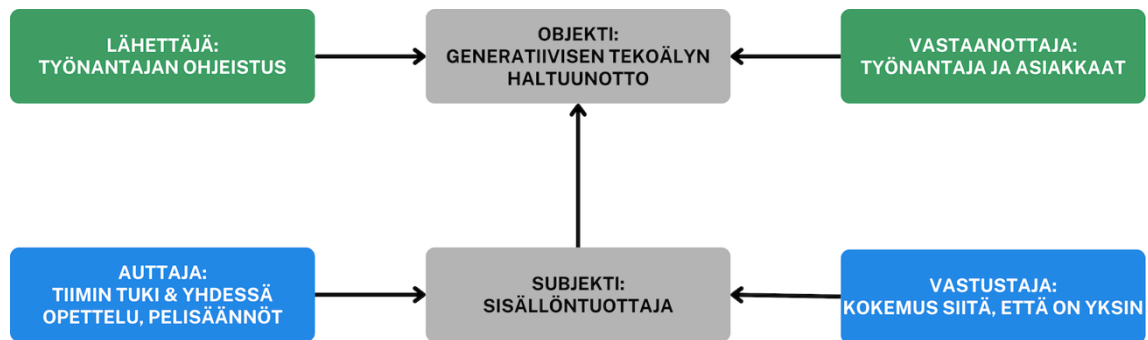 LÄHETTÄJÄ:
TYÖNANTAJAN OHJEISTUS
OBJEKTI:
GENERATIIVISEN TEKOÄLYN
HALTUUNOTTO
VASTAANOTTAJA:
TYÖNANTAJA JA ASIAKKAAT
AUTTAJA:
TIIMIN TUKI & YHDESSÄ
OPETTELU, PELISÄÄNNÖT
SUBJEKTI:
SISÄLLÖNTUOTTAJA
VASTUSTAJA:
KOKEMUS SIITÄ, ETTÄ ON YKSIN